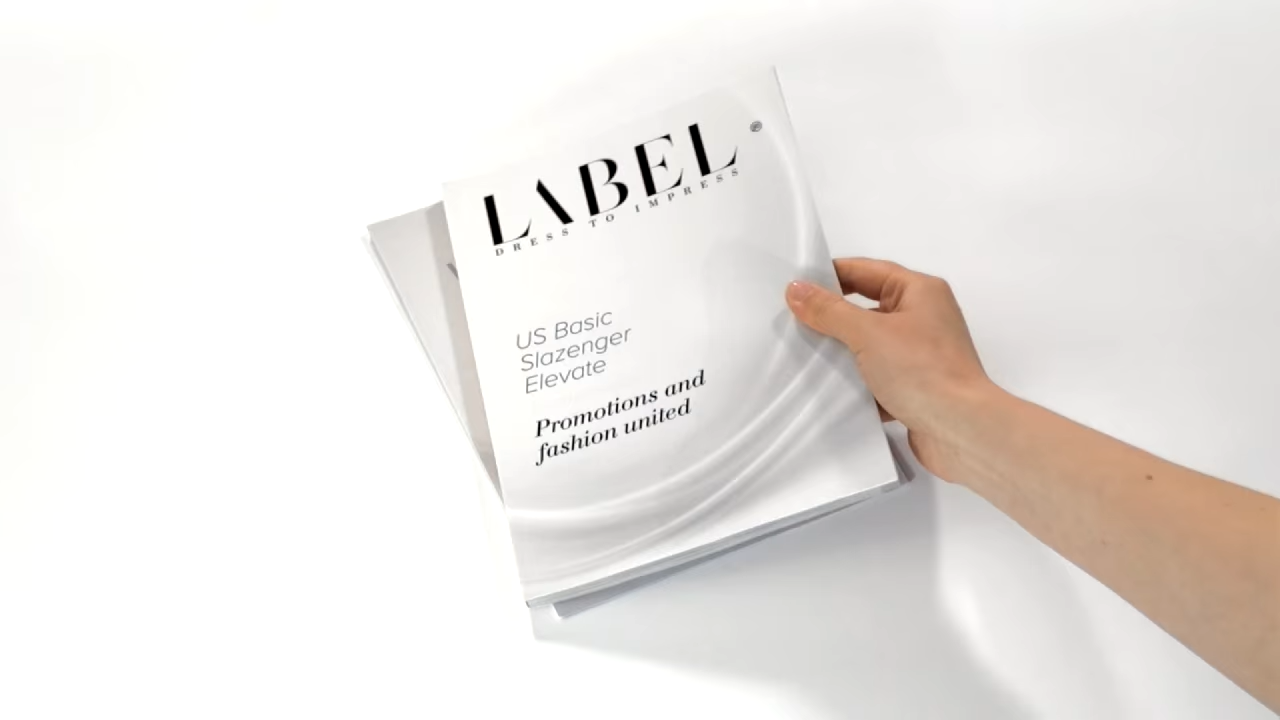 LABEL
DRESS TO IMPRESS
US Basic
Slazenger
Elevate
Promotions and
fashion united